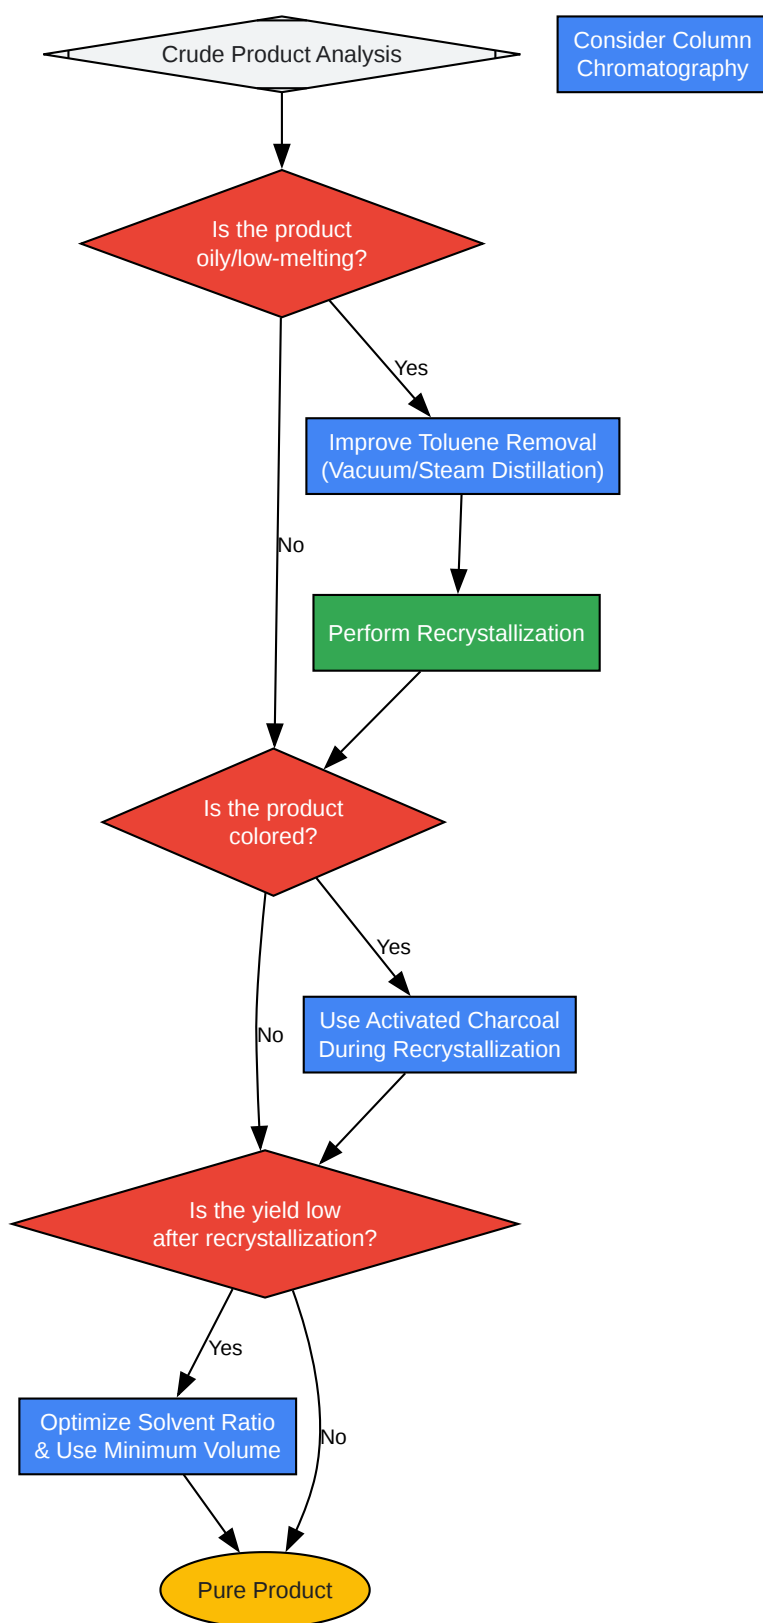 Crude Product Analysis
Consider Column
Chromatography
Is the product
oily/low-melting?
Yes
Improve Toluene Removal
(Vacuum/Steam Distillation)
No
Perform Recrystallization
Is the product
colored?
Yes
Use Activated Charcoal
During Recrystallization
No
Is the yield low
after recrystallization?
Yes
Optimize Solvent Ratio
& Use Minimum Volume
No
Pure Product